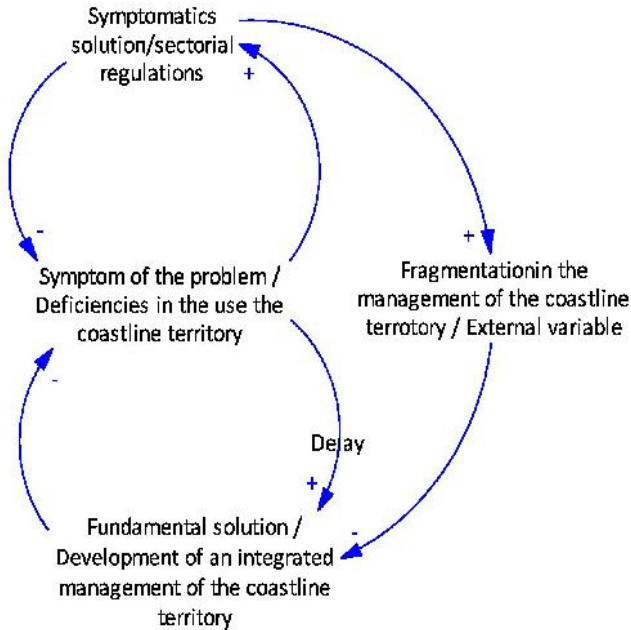 Symptomatics
solution/sectorial
regulations
-
+
-
+
Symptom of the problem /
Deficiencies in the use the
coastline territory
Fragmentationin the
management of the coastline
terrotory / External variable
-
Delay
+
-
Fundamental solution /
Development of an integrated
management of the coastline
territory